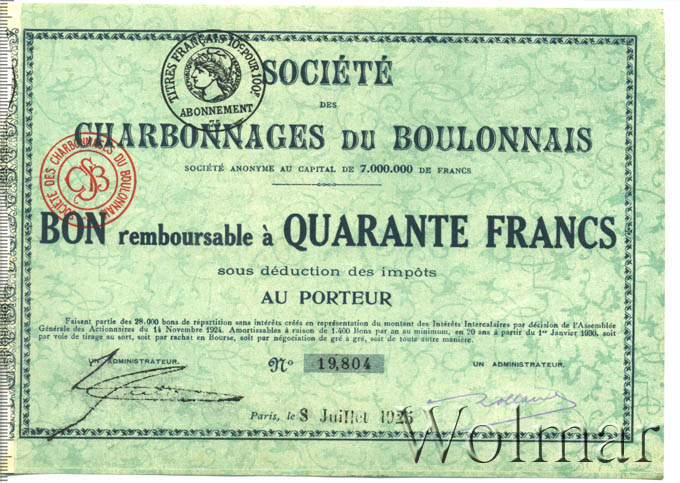 TITRES FRANÇAIS 10c POUR 100f
ABONNEMENT
75
SOCIÉTÉ
DES
CHARBONNAGES DU BOULONNAIS
SOCIÉTÉ ANONYME AU CAPITAL DE 7.000.000 DE FRANCS
SOCIÉTÉ DES CHARBONNAGES DU BOULONNAIS
CSB
BON remboursable à QUARANTE FRANCS
sous déduction des impôts
AU PORTEUR
Faisant partie des 28.000 bons de répartition sans intérêts créés en représentation du montant des Intérêts Intercalaires par décision de l'Assemblée
Générale des Actionnaires du 14 Novembre 1924. Amortissables à raison de 1.400 Bons par an au minimum, en 20 ans à partir du 1er Janvier 1930, soit
par voie de tirage au sort, soit par rachat en Bourse, soit par négociation de gré à gré, soit de toute autre manière.
UN ADMINISTRATEUR.
No 19,804
UN ADMINISTRATEUR.
Paris, le 8 Juillet 1925
Wolmar